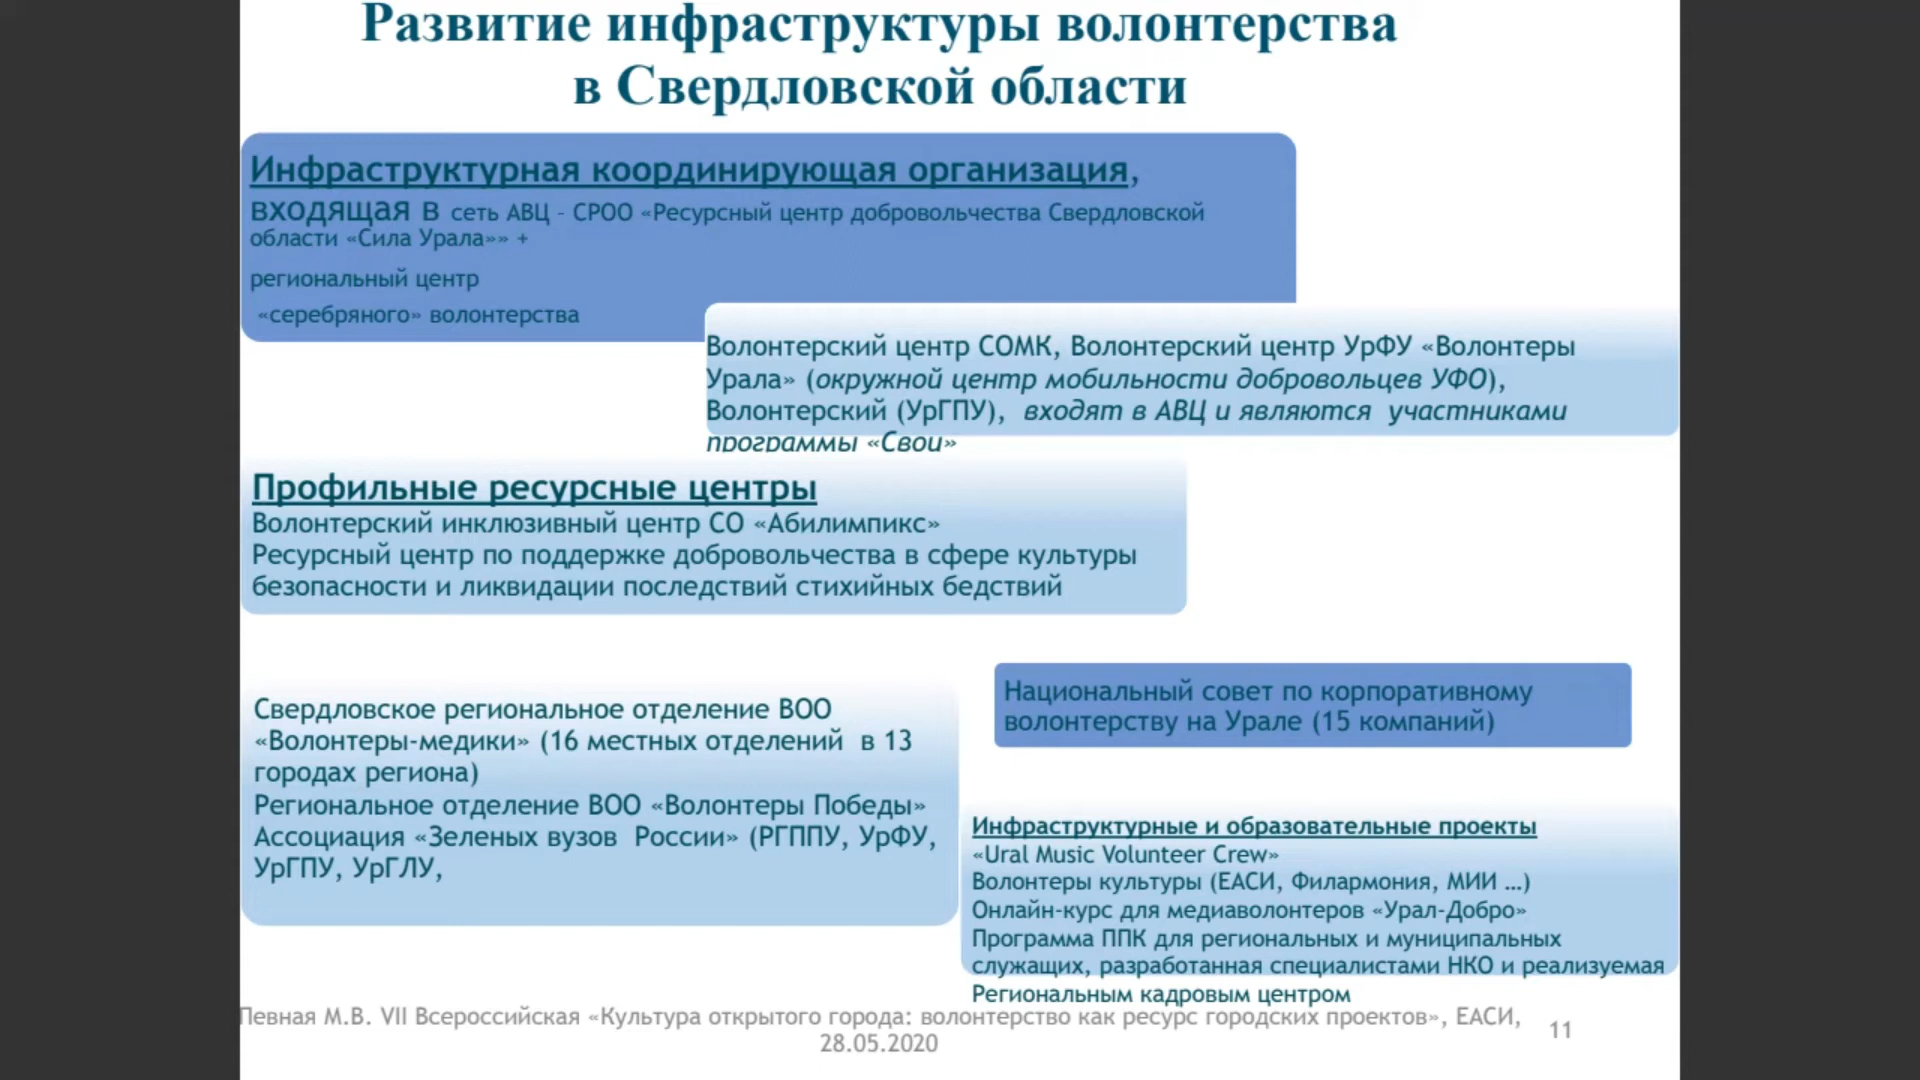 Развитие инфраструктуры волонтерства
в Свердловской области
Инфраструктурная координирующая организация,
входящая в сеть АВЦ – СРОО «Ресурсный центр добровольчества Свердловской
области «Сила Урала»» +
региональный центр
«серебряного» волонтерства
Волонтерский центр СОМК, Волонтерский центр УрФУ «Волонтеры
Урала» (окружной центр мобильности добровольцев УФО),
Волонтерский (УрГПУ), входят в АВЦ и являются участниками
программы «Свои»
Профильные ресурсные центры
Волонтерский инклюзивный центр СО «Абилимпикс»
Ресурсный центр по поддержке добровольчества в сфере культуры
безопасности и ликвидации последствий стихийных бедствий
Свердловское региональное отделение ВОО
«Волонтеры-медики» (16 местных отделений в 13
городах региона)
Региональное отделение ВОО «Волонтеры Победы»
Ассоциация «Зеленых вузов России» (РГППУ, УрФУ,
УрГПУ, УрГЛУ,
Национальный совет по корпоративному
волонтерству на Урале (15 компаний)
Инфраструктурные и образовательные проекты
«Ural Music Volunteer Crew»
Волонтеры культуры (ЕАСИ, Филармония, МИИ …)
Онлайн-курс для медиаволонтеров «Урал-Добро»
Программа ППК для региональных и муниципальных
служащих, разработанная специалистами НКО и реализуемая
Региональным кадровым центром
Певная М.В. VII Всероссийская «Культура открытого города: волонтерство как ресурс городских проектов», ЕАСИ,
28.05.2020
11